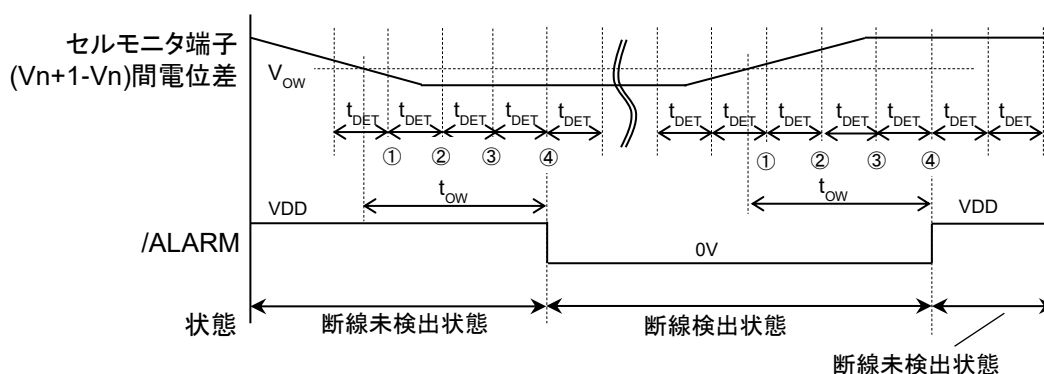 セルモニタ端子
(Vn+1-Vn)間電位差
VOW
tDET tDET tDET tDET tDET tDET tDET tDET tDET tDET tDET tDET
① ② ③ ④ ① ② ③ ④
tOW tOW
VDD VDD
/ALARM 0V
状態 断線未検出状態 断線検出状態
断線未検出状態